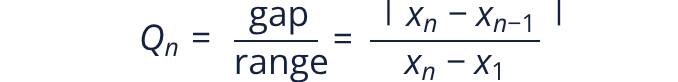 Qₙ = gap / range = | xₙ − xₙ₋₁ | / xₙ − x₁